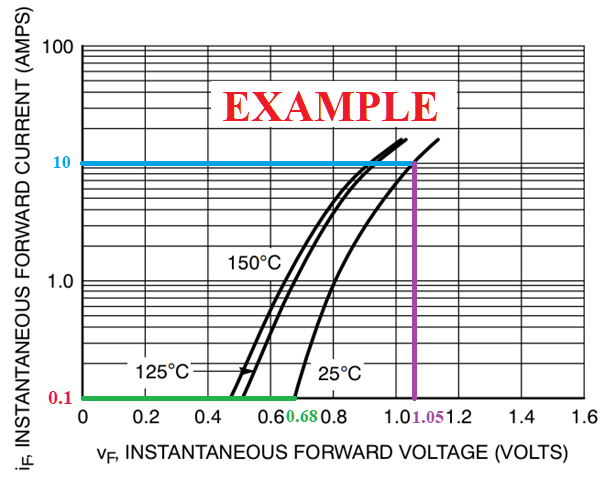 iF, INSTANTANEOUS FORWARD CURRENT (AMPS)
100
EXAMPLE
10
150°C
1.0
125°C
25°C
0.1
0 0.2 0.4 0.6 0.68 0.8 1.0 1.05 1.2 1.4 1.6
vF, INSTANTANEOUS FORWARD VOLTAGE (VOLTS)